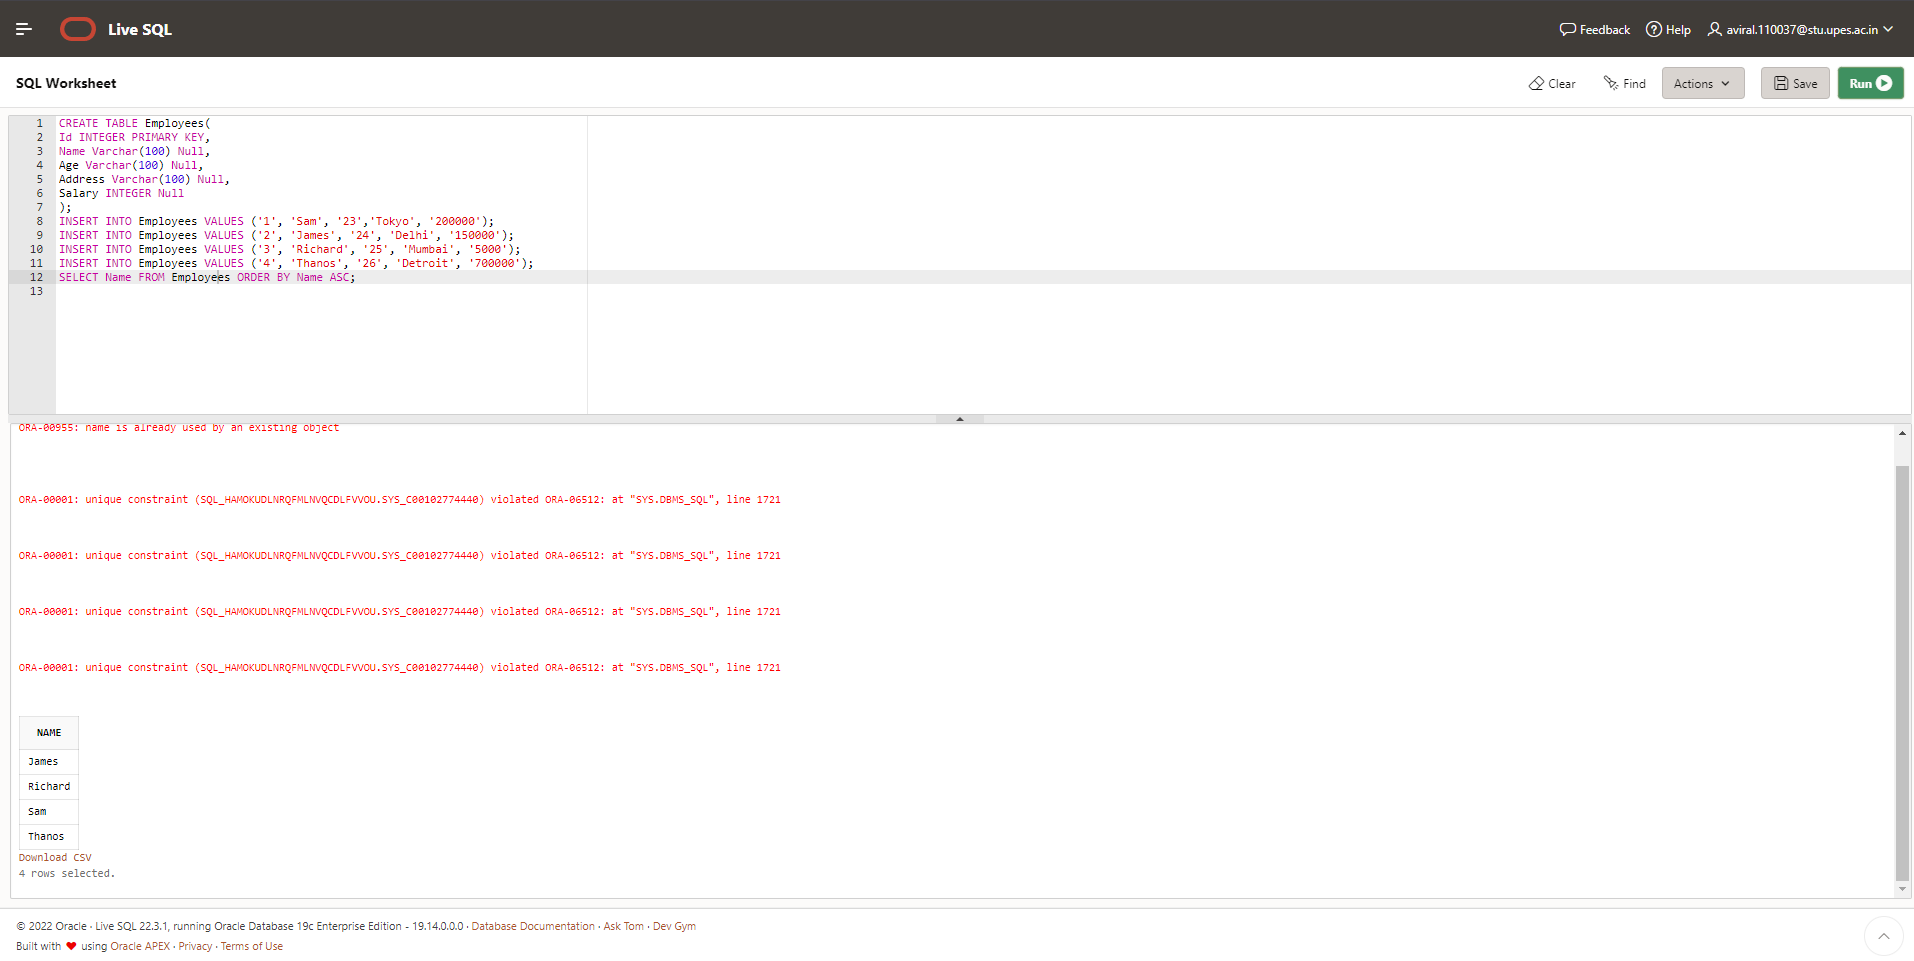 Live SQL
Feedback
Help
aviral.110037@stu.upes.ac.in
SQL Worksheet
Clear
Find
Actions
Save
Run
1 CREATE TABLE Employees(
2 Id INTEGER PRIMARY KEY,
3 Name Varchar(100) Null,
4 Age Varchar(100) Null,
5 Address Varchar(100) Null,
6 Salary INTEGER Null
7 );
8 INSERT INTO Employees VALUES ('1', 'Sam', '23','Tokyo', '200000');
9 INSERT INTO Employees VALUES ('2', 'James', '24', 'Delhi', '150000');
10 INSERT INTO Employees VALUES ('3', 'Richard', '25', 'Mumbai', '5000');
11 INSERT INTO Employees VALUES ('4', 'Thanos', '26', 'Detroit', '700000');
12 SELECT Name FROM Employees ORDER BY Name ASC;
13
ORA-00955: name is already used by an existing object
ORA-00001: unique constraint (SQL_HAMOKUDLNRQFMLNVQCDLFVVOU.SYS_C00102774440) violated ORA-06512: at "SYS.DBMS_SQL", line 1721
ORA-00001: unique constraint (SQL_HAMOKUDLNRQFMLNVQCDLFVVOU.SYS_C00102774440) violated ORA-06512: at "SYS.DBMS_SQL", line 1721
ORA-00001: unique constraint (SQL_HAMOKUDLNRQFMLNVQCDLFVVOU.SYS_C00102774440) violated ORA-06512: at "SYS.DBMS_SQL", line 1721
ORA-00001: unique constraint (SQL_HAMOKUDLNRQFMLNVQCDLFVVOU.SYS_C00102774440) violated ORA-06512: at "SYS.DBMS_SQL", line 1721
NAME
James
Richard
Sam
Thanos
Download CSV
4 rows selected.
© 2022 Oracle · Live SQL 22.3.1, running Oracle Database 19c Enterprise Edition - 19.14.0.0.0 · Database Documentation · Ask Tom · Dev Gym
Built with ❤ using Oracle APEX · Privacy · Terms of Use